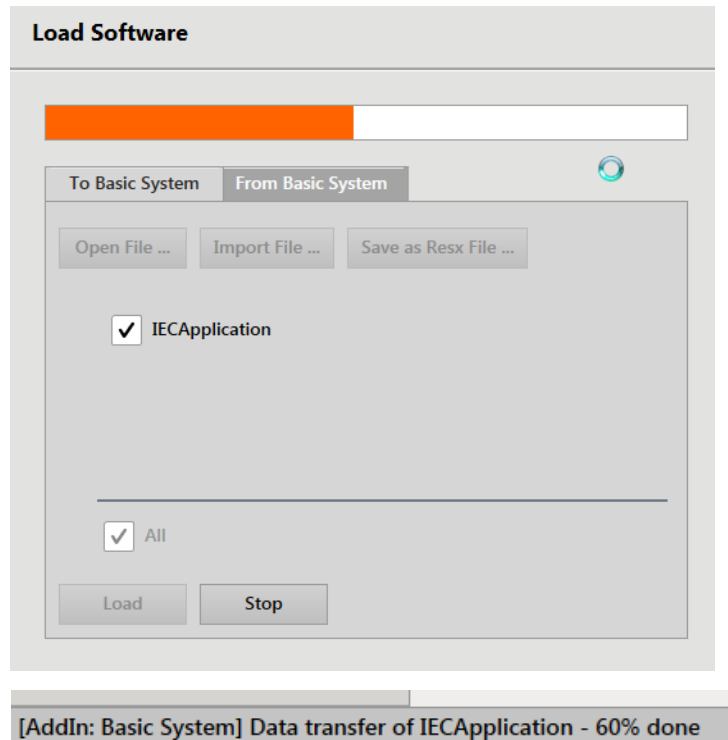 Load Software
To Basic System From Basic System
Open File ... Import File ... Save as Resx File ...
IECApplication
All
Load Stop
[AddIn: Basic System] Data transfer of IECApplication - 60% done